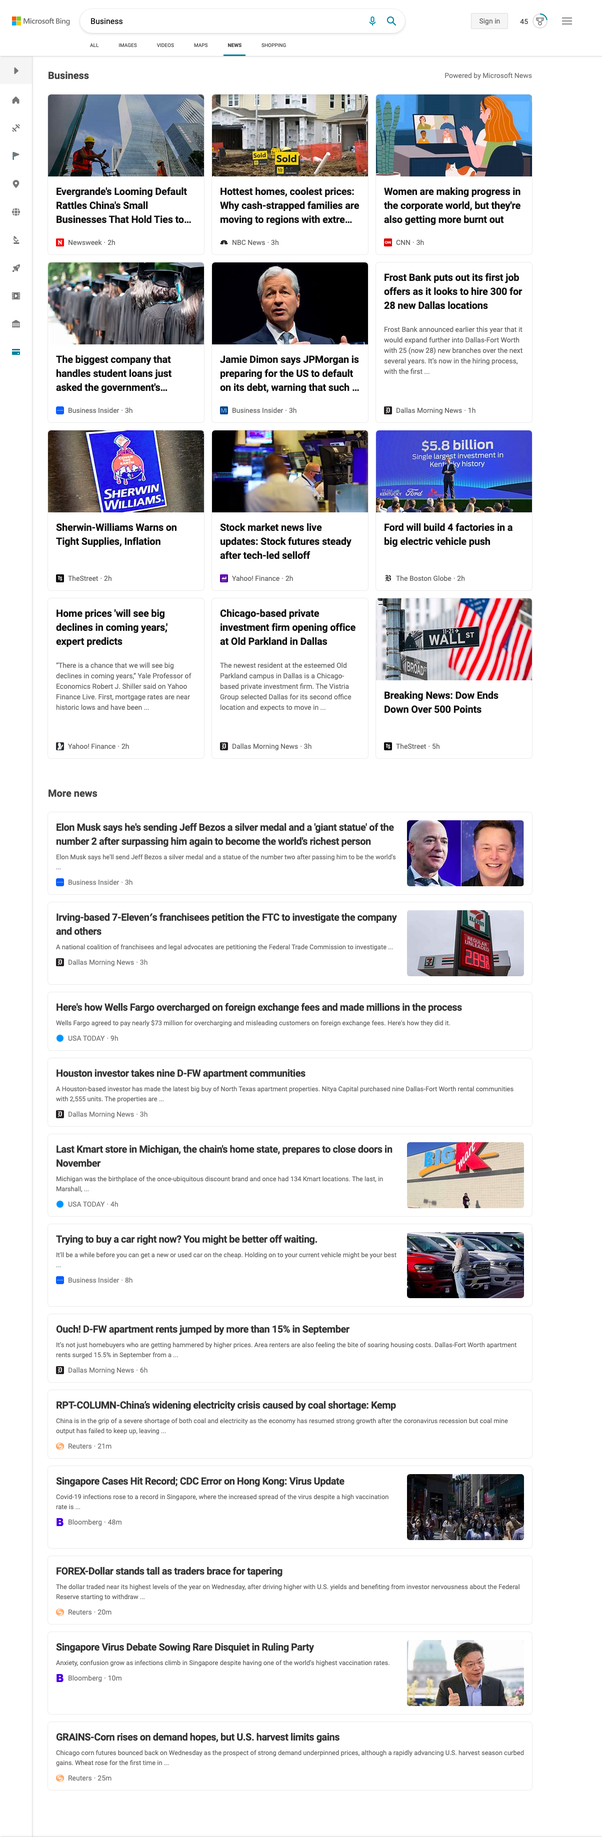 Microsoft Bing
Business
Sign in
45
ALL
IMAGES
VIDEOS
MAPS
NEWS
SHOPPING
Business
Powered by Microsoft News
Evergrande's Looming Default
Rattles China's Small
Businesses That Hold Ties to...
Newsweek · 2h
Sold
Sold
Hottest homes, coolest prices:
Why cash-strapped families are
moving to regions with extre...
NBC News · 3h
Women are making progress in
the corporate world, but they're
also getting more burnt out
CNN · 3h
The biggest company that
handles student loans just
asked the government's...
Business Insider · 3h
Jamie Dimon says JPMorgan is
preparing for the US to default
on its debt, warning that such ...
Business Insider · 3h
Frost Bank puts out its first job
offers as it looks to hire 300 for
28 new Dallas locations
Frost Bank announced earlier this year that it
would expand further into Dallas-Fort Worth
with 25 (now 28) new branches over the next
several years. It's now in the hiring process,
with the first ...
Dallas Morning News · 1h
SHERWIN
WILLIAMS.
Sherwin-Williams Warns on
Tight Supplies, Inflation
TheStreet · 2h
Stock market news live
updates: Stock futures steady
after tech-led selloff
Yahoo! Finance · 2h
$5.8 billion
Single largest investment in
Kentucky history
Ford
Ford will build 4 factories in a
big electric vehicle push
The Boston Globe · 2h
Home prices 'will see big
declines in coming years,'
expert predicts
“There is a chance that we will see big
declines in coming years,” Yale Professor of
Economics Robert J. Shiller said on Yahoo
Finance Live. First, mortgage rates are near
historic lows and have been ...
Yahoo! Finance · 2h
Chicago-based private
investment firm opening office
at Old Parkland in Dallas
The newest resident at the esteemed Old
Parkland campus in Dallas is a Chicago-
based private investment firm. The Vistria
Group selected Dallas for its second office
location and expects to move in ...
Dallas Morning News · 3h
WALL ST
BROAD
Breaking News: Dow Ends
Down Over 500 Points
TheStreet · 5h
More news
Elon Musk says he's sending Jeff Bezos a silver medal and a 'giant statue' of the
number 2 after surpassing him again to become the world's richest person
Elon Musk says he'll send Jeff Bezos a silver medal and a statue of the number two after passing him to be the world's
...
Business Insider · 3h
Irving-based 7-Eleven's franchisees petition the FTC to investigate the company
and others
A national coalition of franchisees and legal advocates are petitioning the Federal Trade Commission to investigate ...
Dallas Morning News · 3h
REGULAR
UNLEADED
2.89
Here's how Wells Fargo overcharged on foreign exchange fees and made millions in the process
Wells Fargo agreed to pay nearly $73 million for overcharging and misleading customers on foreign exchange fees. Here's how they did it.
USA TODAY · 9h
Houston investor takes nine D-FW apartment communities
A Houston-based investor has made the latest big buy of North Texas apartment properties. Nitya Capital purchased nine Dallas-Fort Worth rental communities
with 2,555 units. The properties are ...
Dallas Morning News · 3h
Last Kmart store in Michigan, the chain's home state, prepares to close doors in
November
Michigan was the birthplace of the once-ubiquitous discount brand and once had 134 Kmart locations. The last, in
Marshall, ...
USA TODAY · 4h
BIG K
mart
Trying to buy a car right now? You might be better off waiting.
It'll be a while before you can get a new or used car on the cheap. Holding on to your current vehicle might be your best
...
Business Insider · 8h
Ouch! D-FW apartment rents jumped by more than 15% in September
It's not just homebuyers who are getting hammered by higher prices. Area renters are also feeling the bite of soaring housing costs. Dallas-Fort Worth apartment
rents surged 15.5% in September from a ...
Dallas Morning News · 6h
RPT-COLUMN-China's widening electricity crisis caused by coal shortage: Kemp
China is in the grip of a severe shortage of both coal and electricity as the economy has resumed strong growth after the coronavirus recession but coal mine
output has failed to keep up, leaving ...
Reuters · 21m
Singapore Cases Hit Record; CDC Error on Hong Kong: Virus Update
Covid-19 infections rose to a record in Singapore, where the increased spread of the virus despite a high vaccination
rate is ...
Bloomberg · 48m
FOREX-Dollar stands tall as traders brace for tapering
The dollar traded near its highest levels of the year on Wednesday, after driving higher with U.S. yields and benefiting from investor nervousness about the Federal
Reserve starting to withdraw ...
Reuters · 20m
Singapore Virus Debate Sowing Rare Disquiet in Ruling Party
Anxiety, confusion grow as infections climb in Singapore despite having one of the world's highest vaccination rates.
Bloomberg · 10m
GRAINS-Corn rises on demand hopes, but U.S. harvest limits gains
Chicago corn futures bounced back on Wednesday as the prospect of strong demand underpinned prices, although a rapidly advancing U.S. harvest season curbed
gains. Wheat rose for the first time in ...
Reuters · 25m